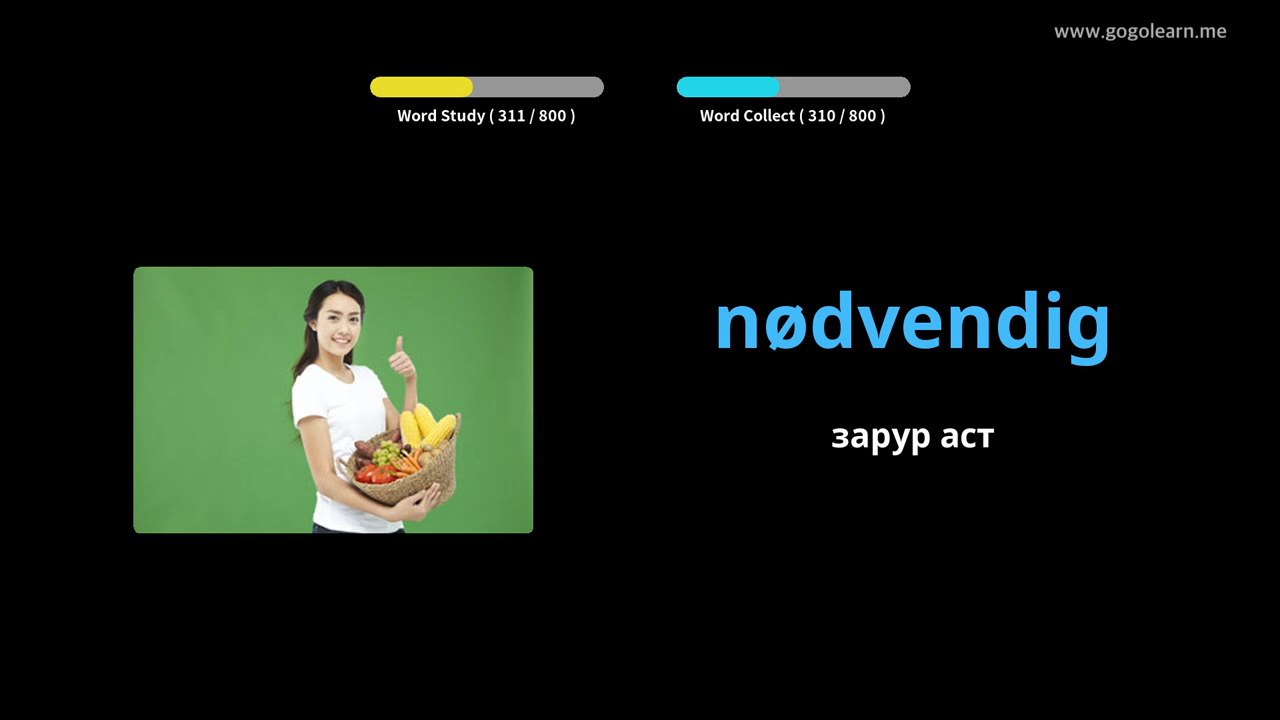 www.gogolearn.me
Word Study ( 311 / 800 )
Word Collect ( 310 / 800 )
nødvendig
зарур аст